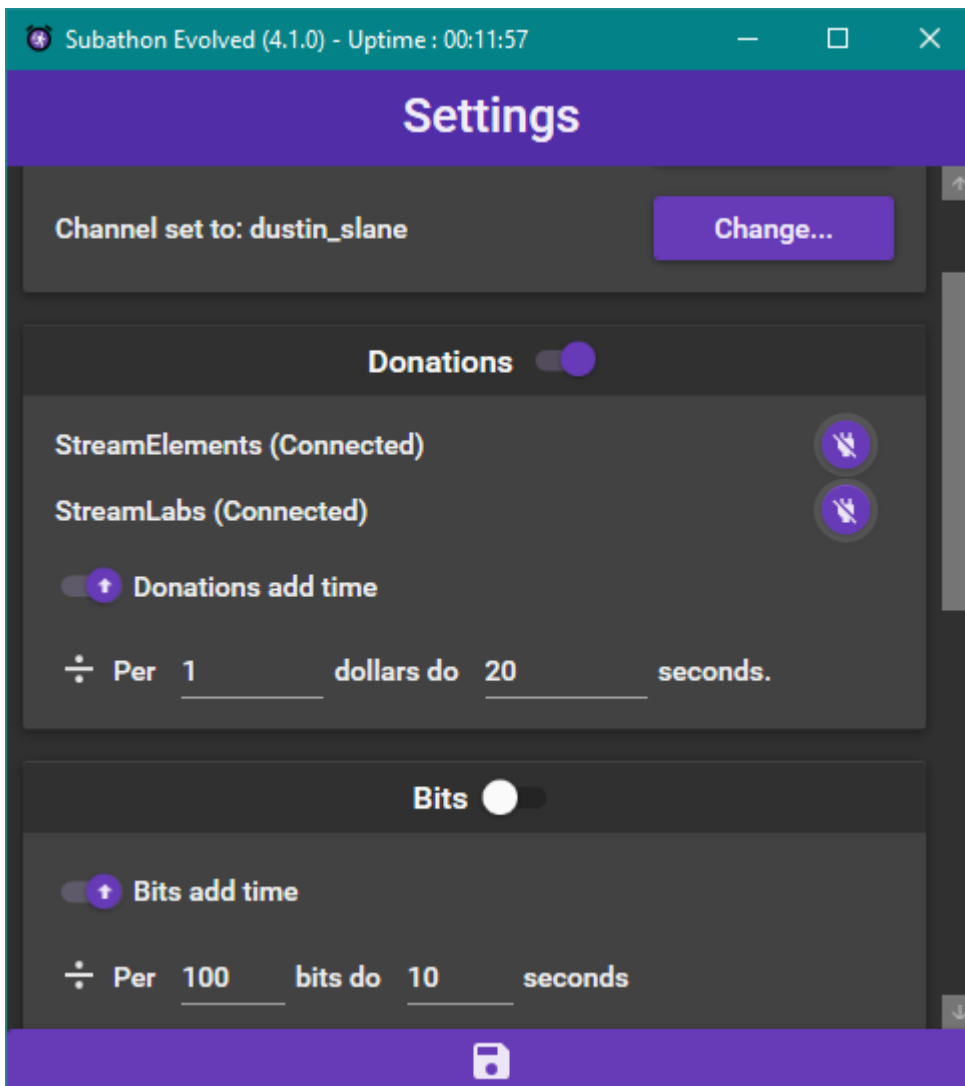 Subathon Evolved (4.1.0) - Uptime : 00:11:57
Settings
Channel set to: dustin_slane Change...
Donations
StreamElements (Connected)
StreamLabs (Connected)
Donations add time
÷ Per 1 dollars do 20 seconds.
Bits
Bits add time
÷ Per 100 bits do 10 seconds